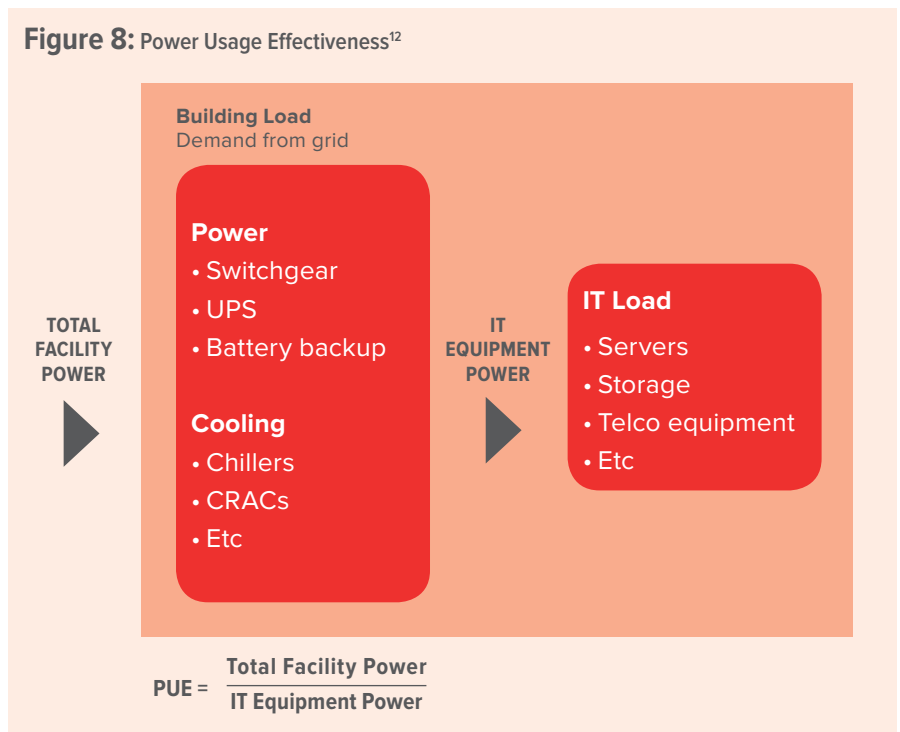 Figure 8: Power Usage Effectiveness¹²
Building Load
Demand from grid
TOTAL
FACILITY
POWER
Power
• Switchgear
• UPS
• Battery backup
Cooling
• Chillers
• CRACs
• Etc
IT
EQUIPMENT
POWER
IT Load
• Servers
• Storage
• Telco equipment
• Etc
PUE =
Total Facility Power
IT Equipment Power